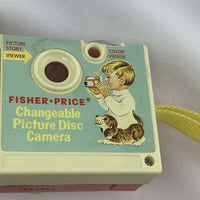 PICTURE
STORY
VIEWER
COLOR
VIEWER
FISHER-PRICE®
Changeable
Picture Disc
Camera